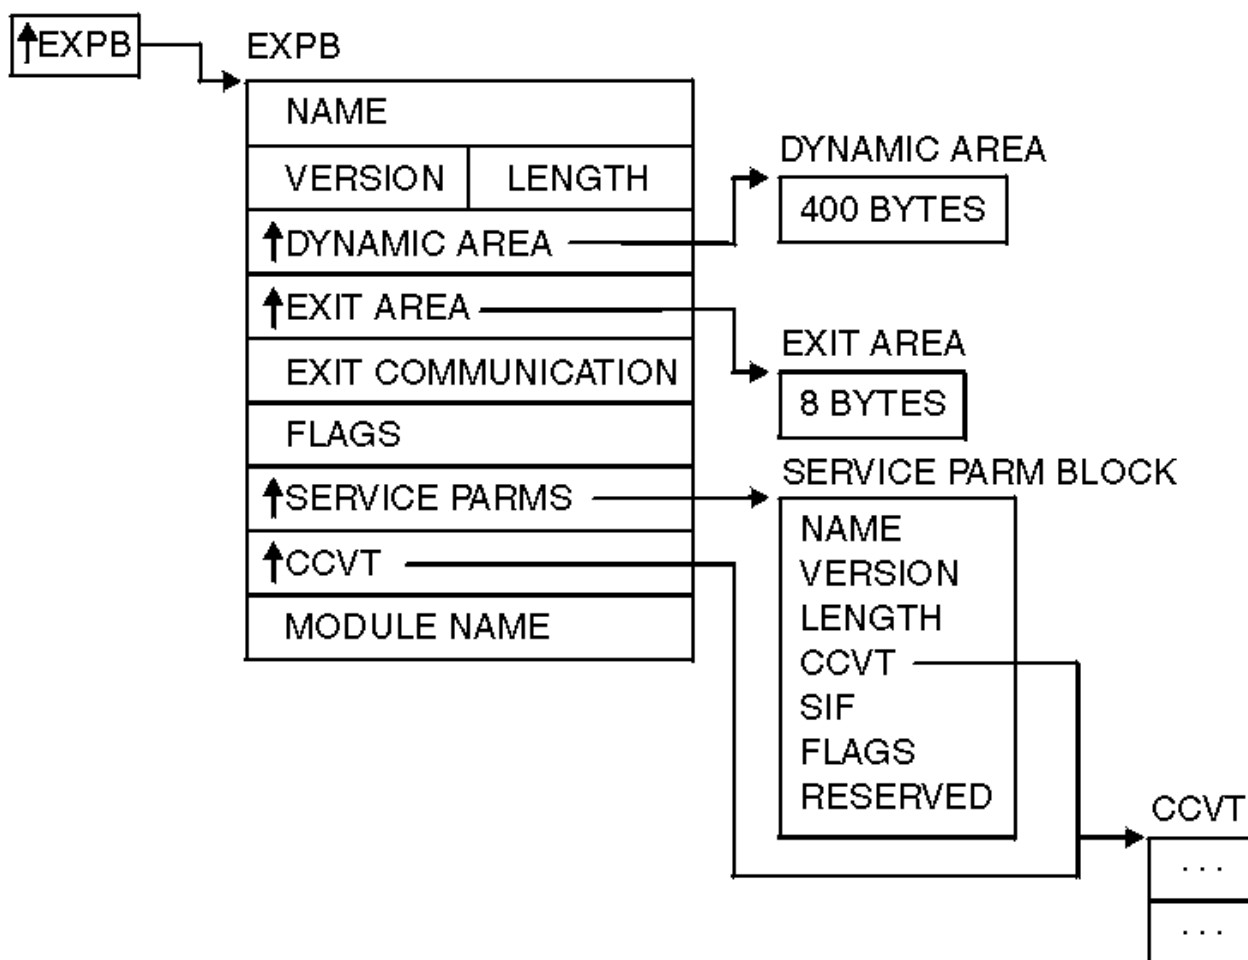 ↑EXPB
EXPB
NAME
VERSION LENGTH
↑DYNAMIC AREA
↑EXIT AREA
EXIT COMMUNICATION
FLAGS
↑SERVICE PARMS
↑CCVT
MODULE NAME
DYNAMIC AREA
400 BYTES
EXIT AREA
8 BYTES
SERVICE PARM BLOCK
NAME
VERSION
LENGTH
CCVT
SIF
FLAGS
RESERVED
CCVT
. . .
. . .